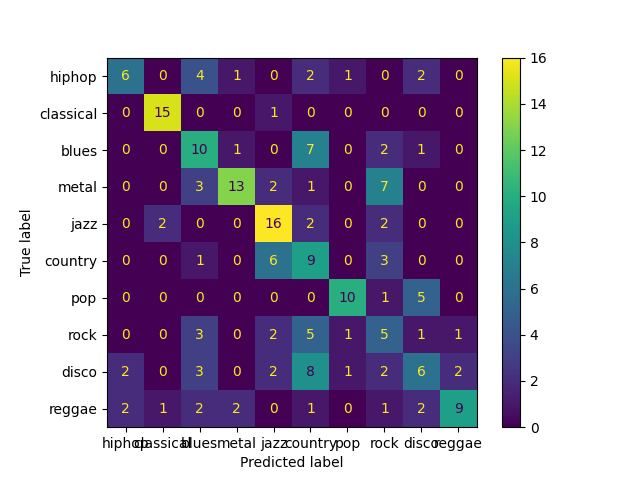 hiphop 6 0 4 1 0 2 1 0 2 0
classical 0 15 0 0 1 0 0 0 0 0
blues 0 0 10 1 0 7 0 2 1 0
metal 0 0 3 13 2 1 0 7 0 0
jazz 0 2 0 0 16 2 0 2 0 0
country 0 0 1 0 6 9 0 3 0 0
pop 0 0 0 0 0 0 10 1 5 0
rock 0 0 3 0 2 5 1 5 1 1
disco 2 0 3 0 2 8 1 2 6 2
reggae 2 1 2 2 0 1 0 1 2 9
hiphop classical blues metal jazz country pop rock disco reggae
Predicted label
True label
16
14
12
10
8
6
4
2
0